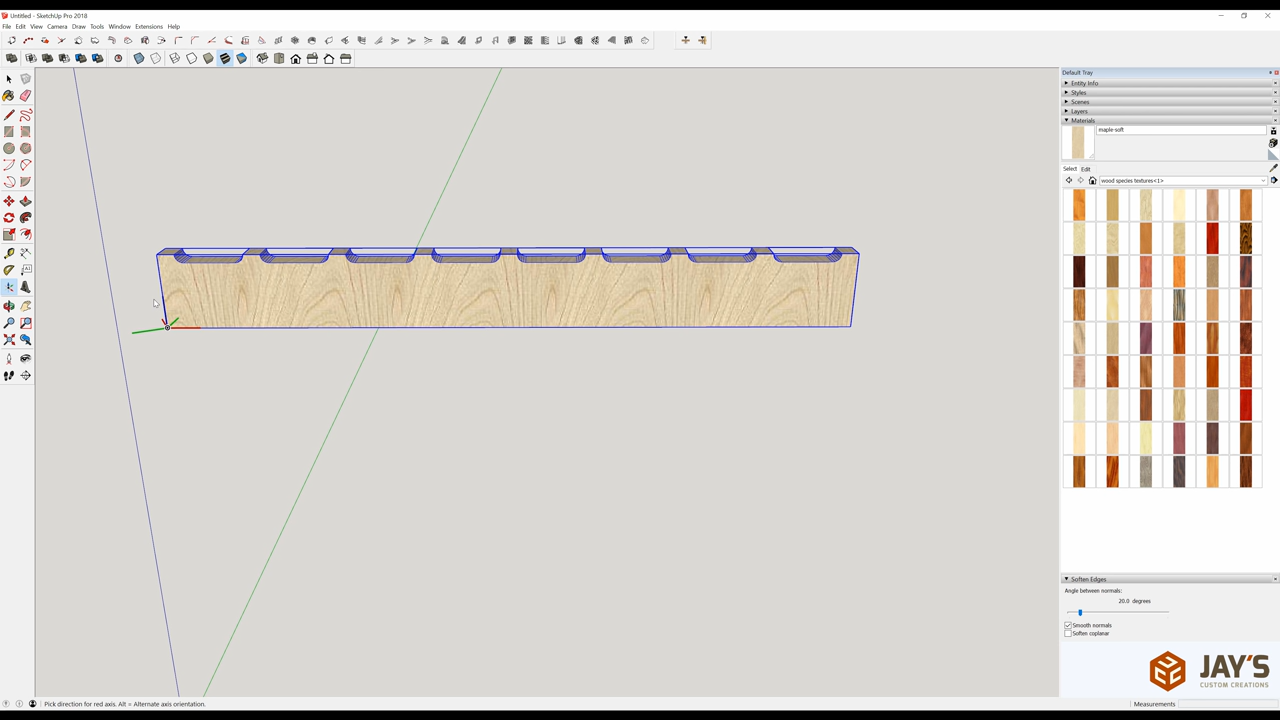 Untitled - SketchUp Pro 2018
File Edit View Camera Draw Tools Window Extensions Help
Default Tray
Entity Info
Styles
Scenes
Layers
Materials
maple-soft
Select Edit
wood species textures<1>
Soften Edges
Angle between normals:
20.0 degrees
Smooth normals
Soften coplanar
JAY'S
CUSTOM CREATIONS
Pick direction for red axis. Alt = Alternate axis orientation.
Measurements